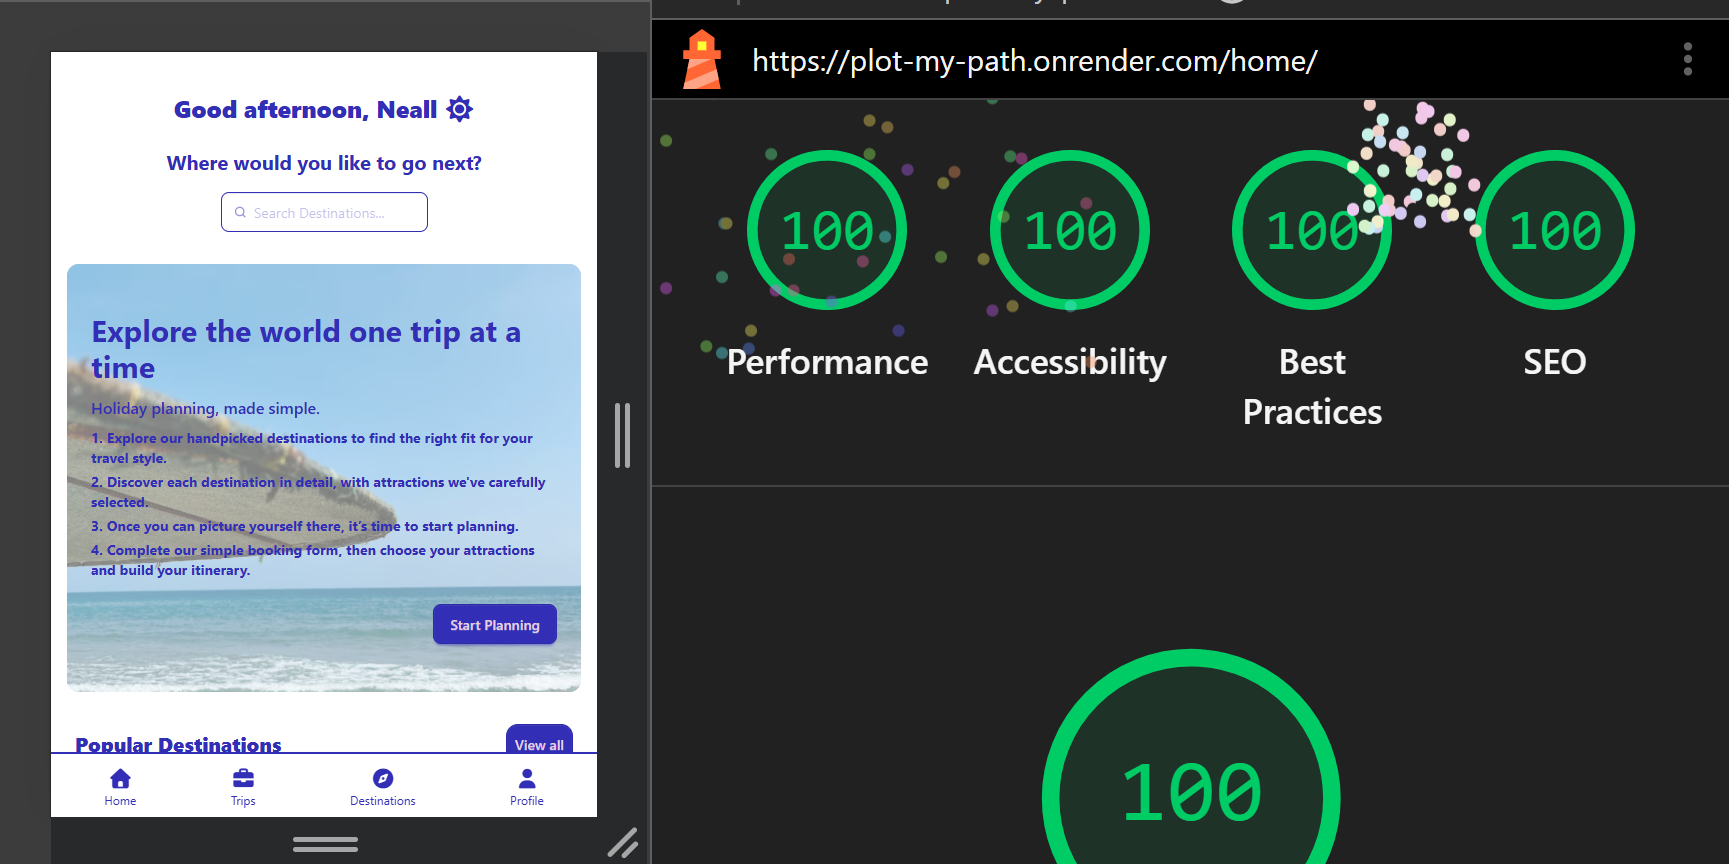 Good afternoon, Neall
Where would you like to go next?
Search Destinations...
Explore the world one trip at a
time
Holiday planning, made simple.
1. Explore our handpicked destinations to find the right fit for your
travel style.
2. Discover each destination in detail, with attractions we've carefully
selected.
3. Once you can picture yourself there, it's time to start planning.
4. Complete our simple booking form, then choose your attractions
and build your itinerary.
Start Planning
Popular Destinations
View all
Home
Trips
Destinations
Profile
https://plot-my-path.onrender.com/home/
100
100
100
100
Performance
Accessibility
Best
Practices
SEO
100